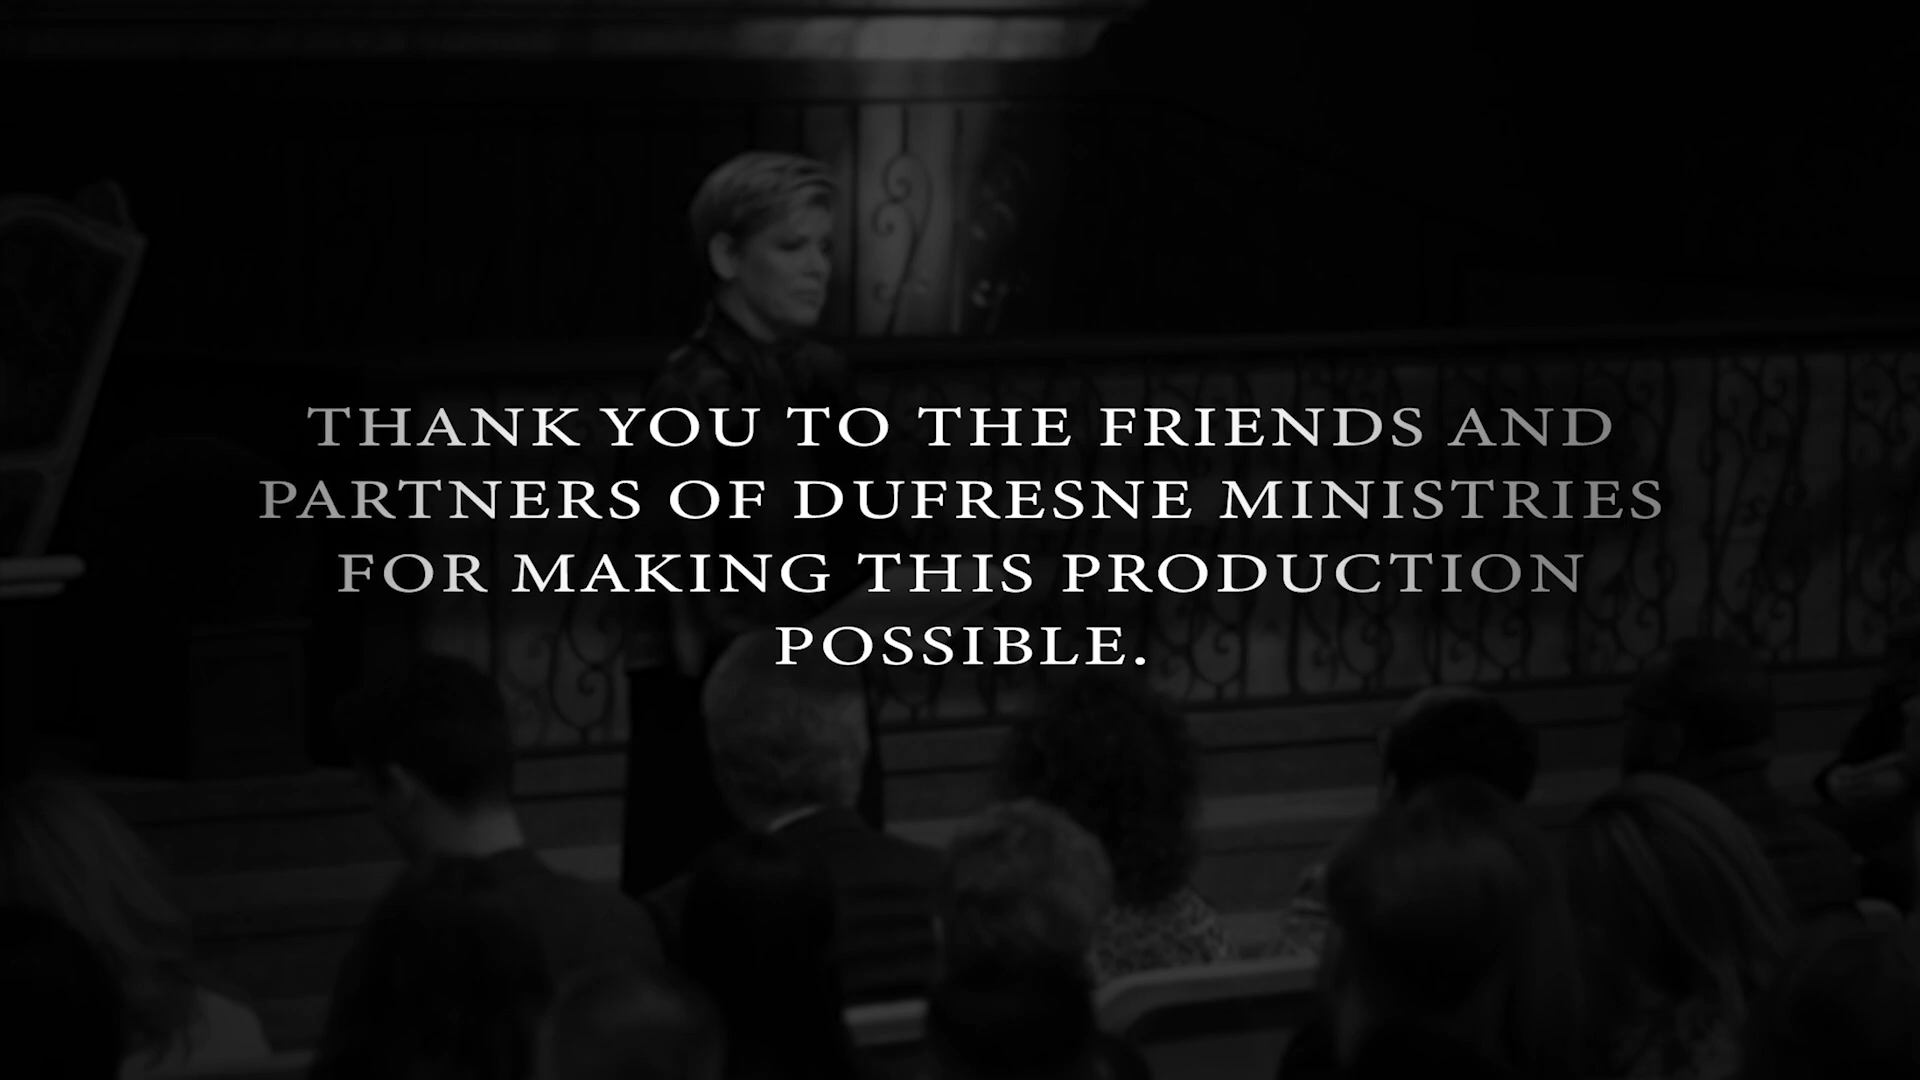 THANK YOU TO THE FRIENDS AND
PARTNERS OF DUFRESNE MINISTRIES
FOR MAKING THIS PRODUCTION
POSSIBLE.